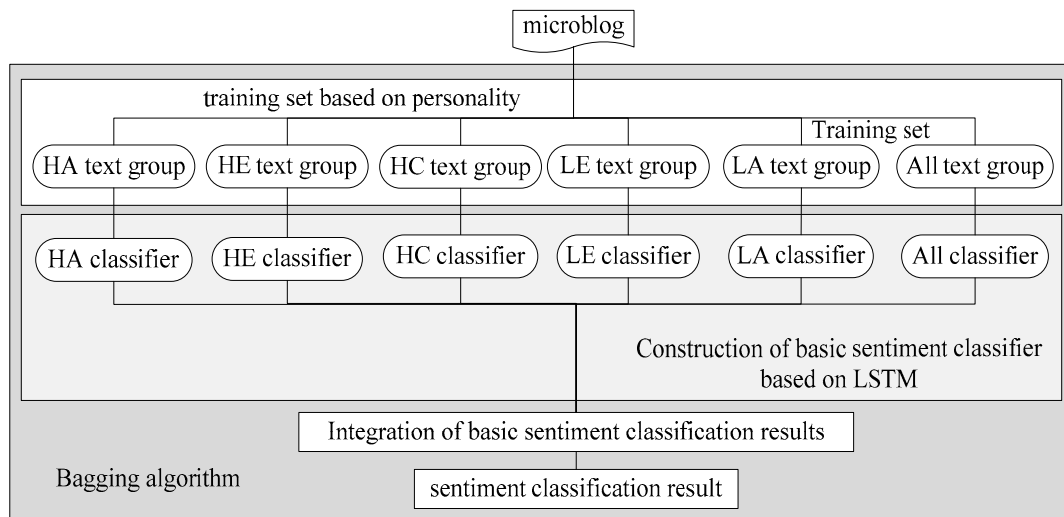 microblog
training set based on personality
Training set
HA text group
HE text group
HC text group
LE text group
LA text group
All text group
HA classifier
HE classifier
HC classifier
LE classifier
LA classifier
All classifier
Construction of basic sentiment classifier
based on LSTM
Integration of basic sentiment classification results
Bagging algorithm
sentiment classification result